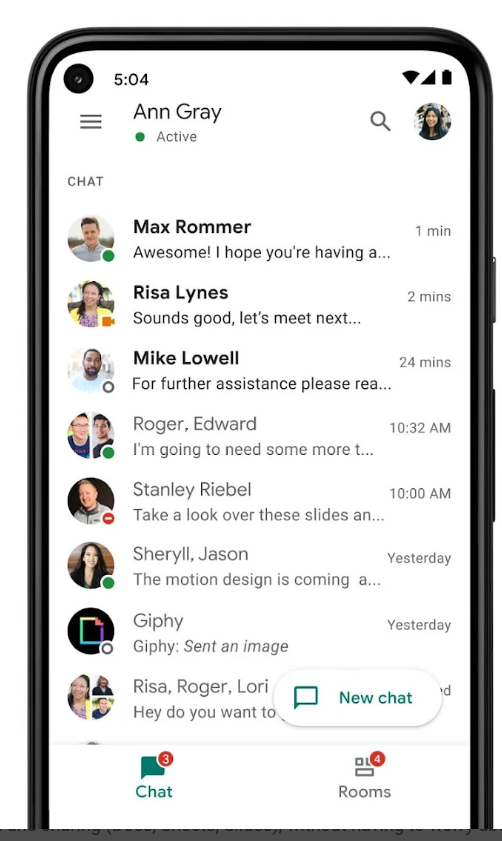 5:04
Ann Gray
Active
CHAT
Max Rommer
1 min
Awesome! I hope you're having a...
Risa Lynes
2 mins
Sounds good, let's meet next...
Mike Lowell
24 mins
For further assistance please rea...
Roger, Edward
10:32 AM
I'm going to need some more t...
Stanley Riebel
10:00 AM
Take a look over these slides an...
Sheryll, Jason
Yesterday
The motion design is coming a...
Giphy
Yesterday
Giphy: Sent an image
Risa, Roger, Lori
Hey do you want to
New chat
3
4
Chat
Rooms